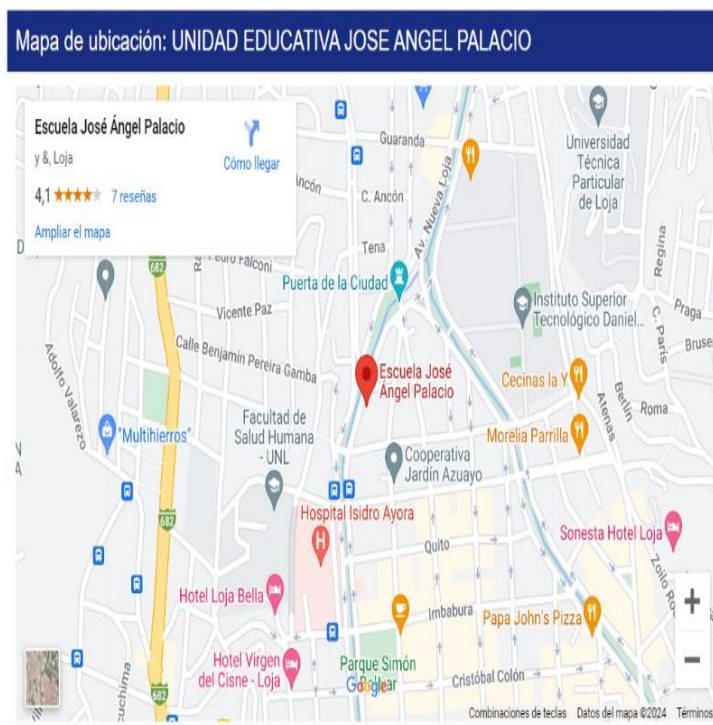 Mapa de ubicación: UNIDAD EDUCATIVA JOSE ANGEL PALACIO
Escuela José Ángel Palacio
y &, Loja
4,1
7 reseñas
Ampliar el mapa
Cómo llegar
Guaranda
Ancón
C. Ancón
Tena
Av. Nueva Loja
Universidad
Técnica
Particular
de Loja
Regina
Pedro Falconi
682
Puerta de la Ciudad
Vicente Paz
Instituto Superior
Tecnológico Daniel...
C. París
Praga
Calle Benjamín Pereira Gamba
Adolfo Valarezo
Escuela José
Ángel Palacio
Cecinas la Y
Berlín
Atenas
Roma
"Multihierros"
Facultad de
Salud Humana
- UNL
Morelia Parrilla
Cooperativa
Jardín Azuayo
Hospital Isidro Ayora
H
682
Quito
Sonesta Hotel Loja
Hotel Loja Bella
Imbabura
Papa John's Pizza
Hotel Virgen
del Cisne - Loja
Parque Simón
Google
Cristóbal Colón
682
Combinaciones de teclas
Datos del mapa ©2024
Términos